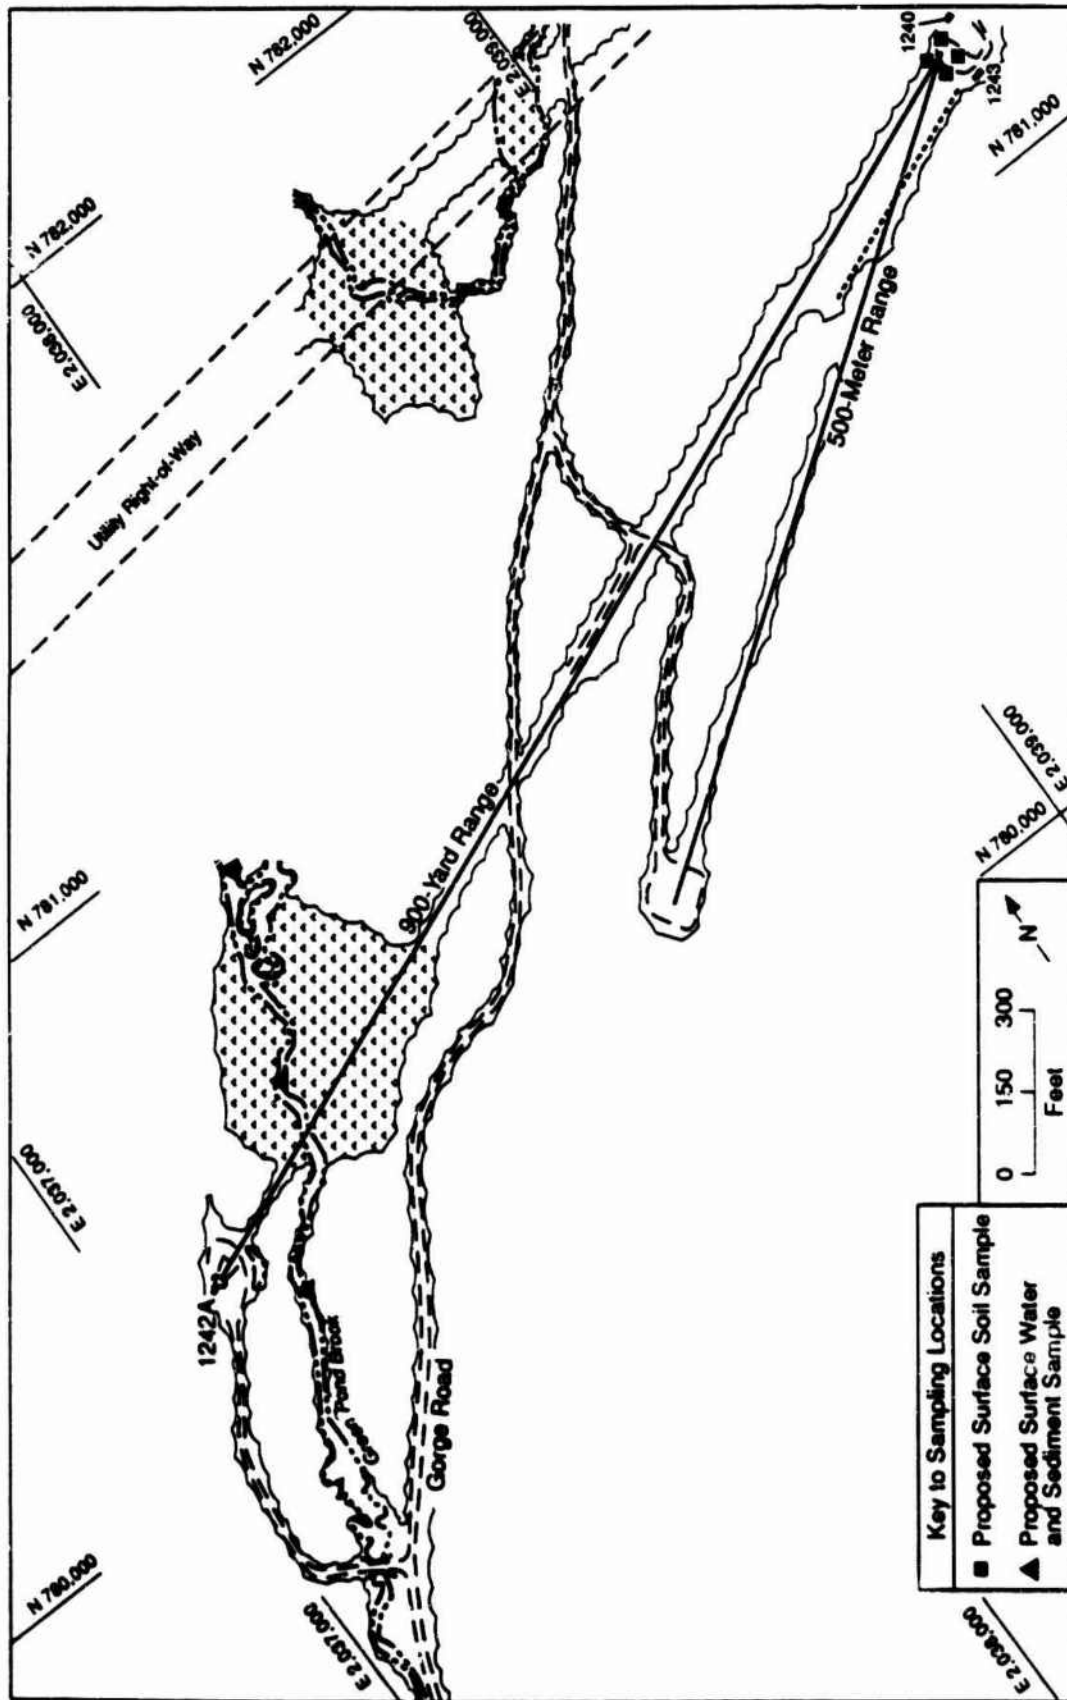 N 780,000
E 2,037,000
N 781,000
E 2,038,000
N 782,000
N 782,000
E 2,039,000
Utility Right-of-Way
1242A
Green Pond Brook
E 2,037,000
Gorge Road
900-Yard Range
500-Meter Range
1240
1243
N 781,000
E 2,039,000
N 780,000
E 2,038,000
Key to Sampling Locations
Proposed Surface Soil Sample
Proposed Surface Water
and Sediment Sample
0 150 300
Feet
N